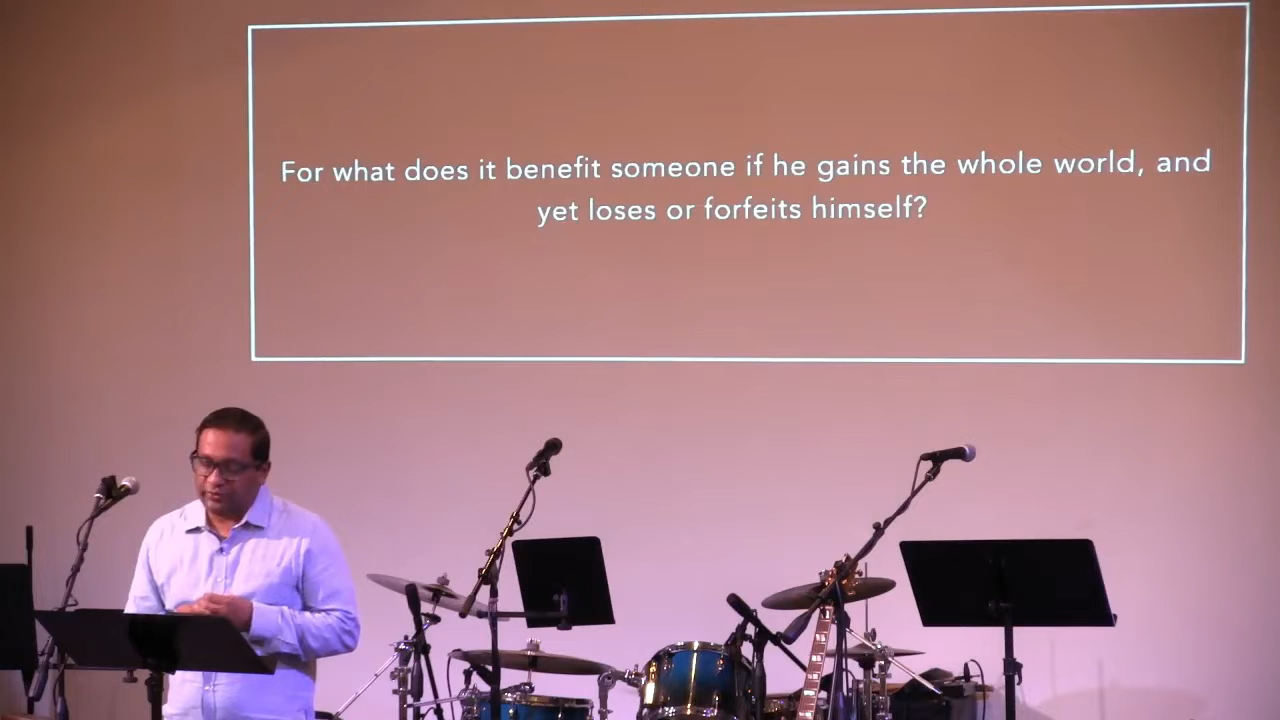 For what does it benefit someone if he gains the whole world, and
yet loses or forfeits himself?